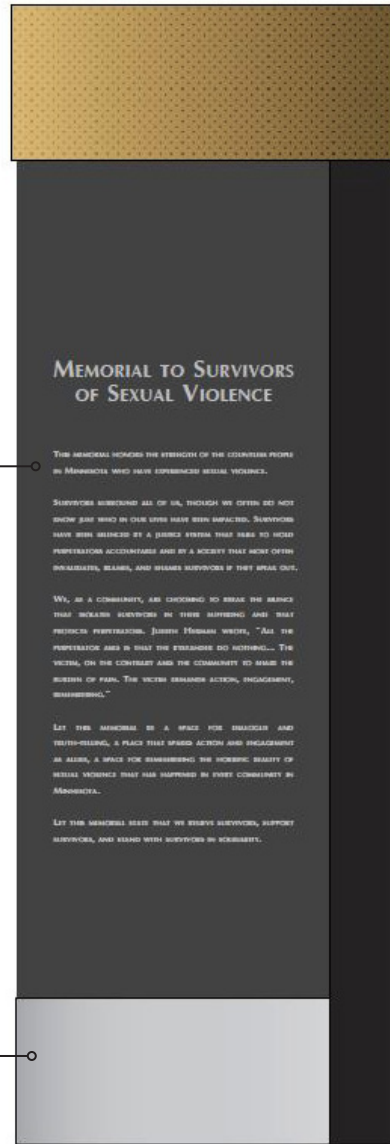 Memorial to Survivors
of Sexual Violence
This memorial honors the strength of the countless people
in Minnesota who have experienced sexual violence.
Survivors surround all of us, though we often do not
know just who in our lives have been impacted. Survivors
have been silenced by a justice system that fails to hold
perpetrators accountable and by a society that most often
invalidates, blames, and shames survivors if they speak out.
We, as a community, are choosing to break the silence
that isolates survivors in their suffering and that
protects perpetrators. Judith Herman wrote, "All the
perpetrator asks is that the bystander do nothing... The
victim, on the contrary asks the community to share the
burden of pain. The victim demands action, engagement,
remembering."
Let this memorial be a space for dialogue and
truth-telling, a place that sparks action and engagement
as allies, a space for remembering the horrific reality of
sexual violence that has happened in every community in
Minnesota.
Let this memorial state that we believe survivors, support
survivors, and stand with survivors in solidarity.